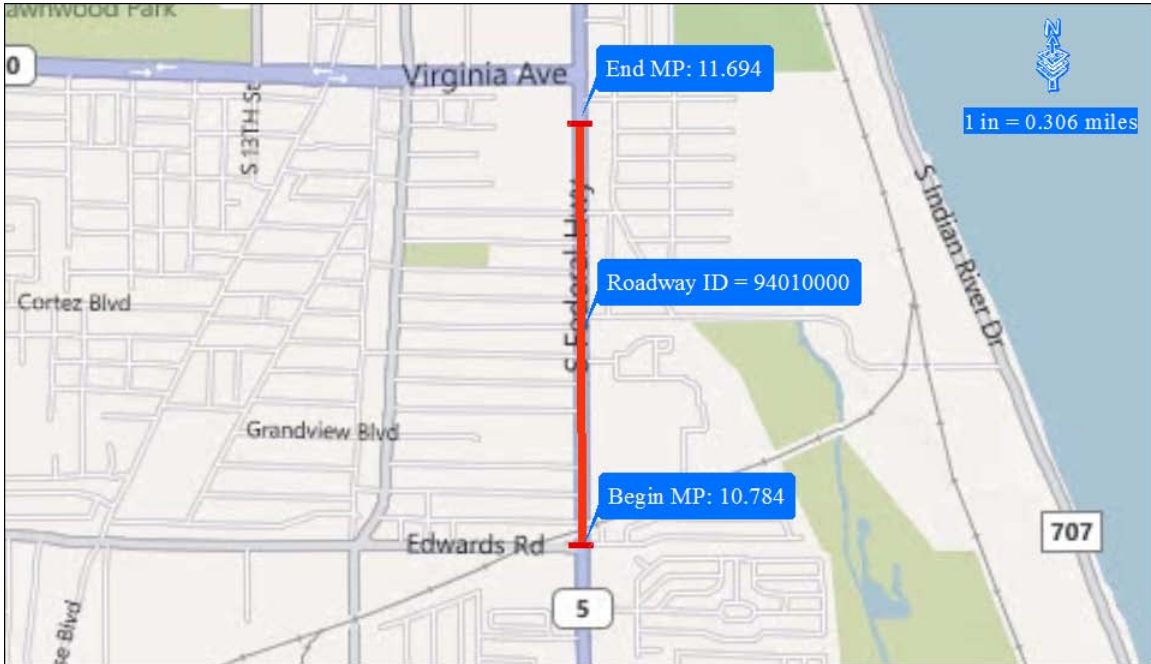 awnwood Park
0
Virginia Ave
End MP: 11.694
N
1 in = 0.306 miles
S 13TH St
S Federal Hwy
S Indian River Dr
Roadway ID = 94010000
Cortez Blvd
Grandview Blvd
Begin MP: 10.784
Edwards Rd
707
5
se Blvd